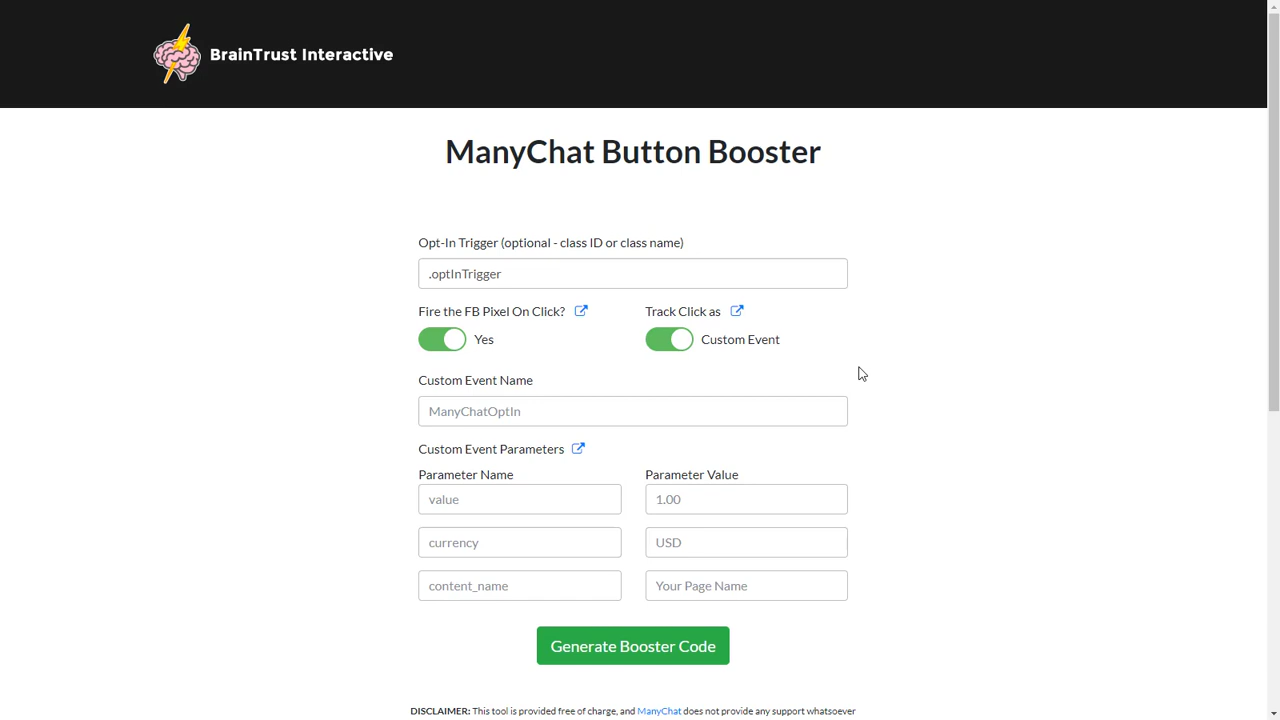 BrainTrust Interactive
ManyChat Button Booster
Opt-In Trigger (optional - class ID or class name)
.optInTrigger
Fire the FB Pixel On Click? Track Click as
Yes Custom Event
Custom Event Name
ManyChatOptIn
Custom Event Parameters
Parameter Name Parameter Value
value 1.00
currency USD
content_name Your Page Name
Generate Booster Code
DISCLAIMER: This tool is provided free of charge, and ManyChat does not provide any support whatsoever